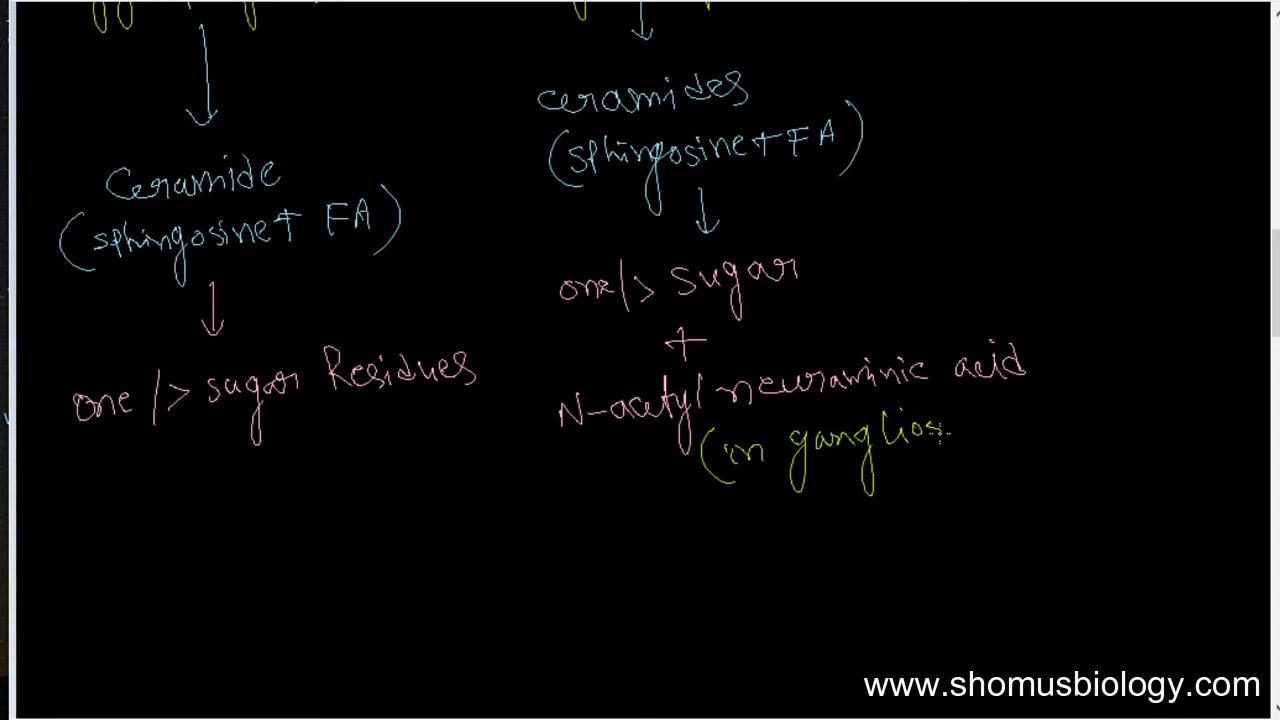 Ceramide
(sphingosine + FA)
one / > sugar Residues
ceramides
(sphingosine + FA)
one / > sugar
+
N-acetyl neuraminic acid
(in ganglios
www.shomusbiology.com